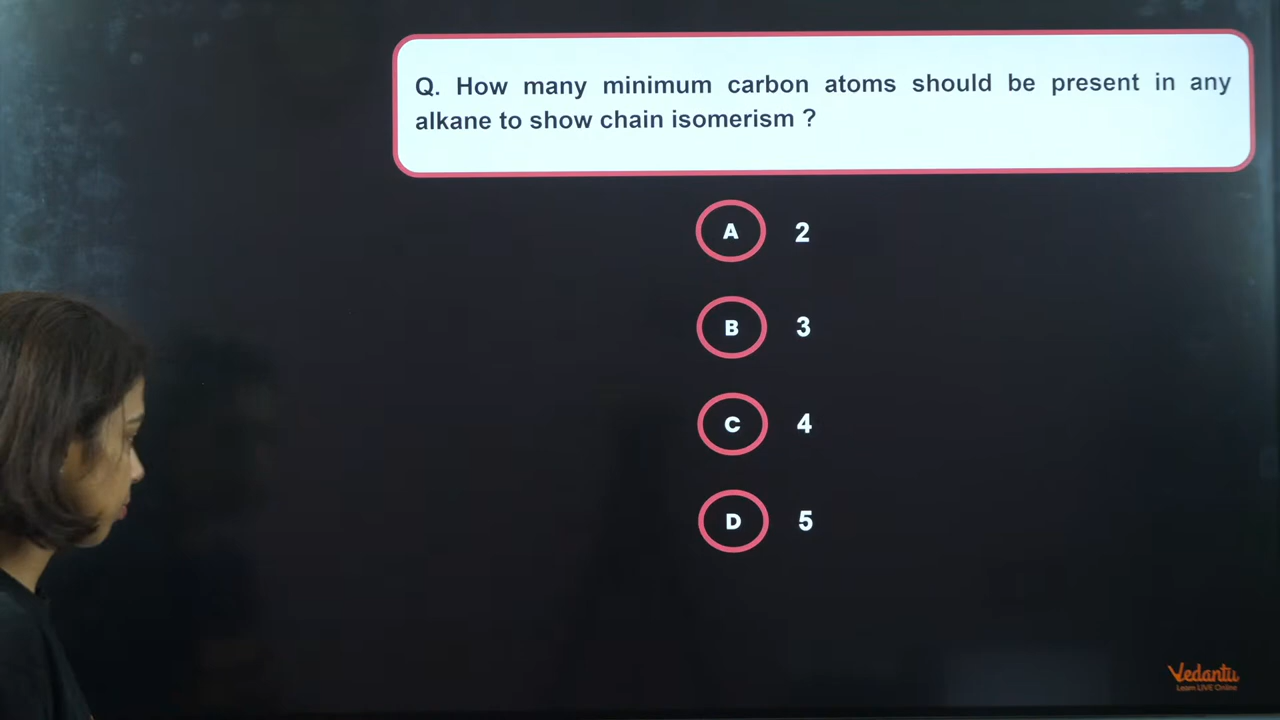 Q. How many minimum carbon atoms should be present in any
alkane to show chain isomerism ?
A 2
B 3
C 4
D 5
Vedantu
Learn LIVE Online